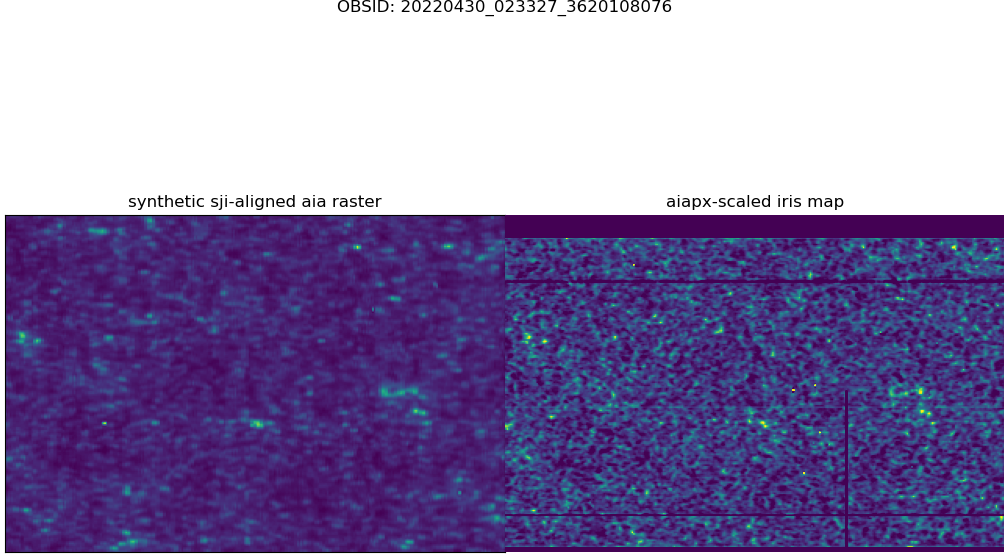 OBSID: 20220430_023327_3620108076
synthetic sji-aligned aia raster
aiapx-scaled iris map